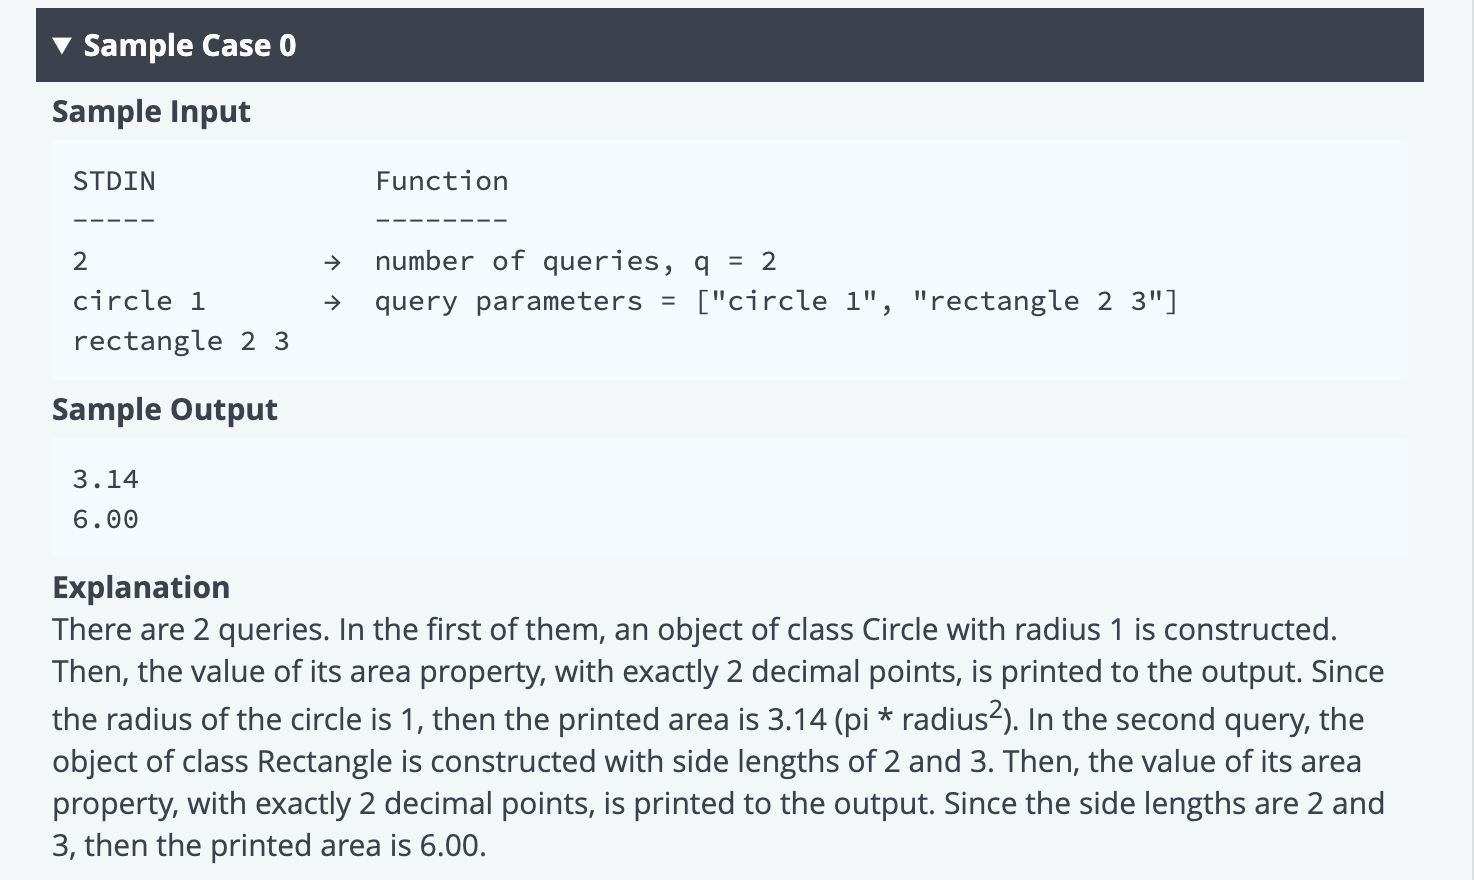 ▼ Sample Case 0
Sample Input
STDIN Function
----- --------
2 → number of queries, q = 2
circle 1 → query parameters = ["circle 1", "rectangle 2 3"]
rectangle 2 3
Sample Output
3.14
6.00
Explanation
There are 2 queries. In the first of them, an object of class Circle with radius 1 is constructed.
Then, the value of its area property, with exactly 2 decimal points, is printed to the output. Since
the radius of the circle is 1, then the printed area is 3.14 (pi * radius²). In the second query, the
object of class Rectangle is constructed with side lengths of 2 and 3. Then, the value of its area
property, with exactly 2 decimal points, is printed to the output. Since the side lengths are 2 and
3, then the printed area is 6.00.